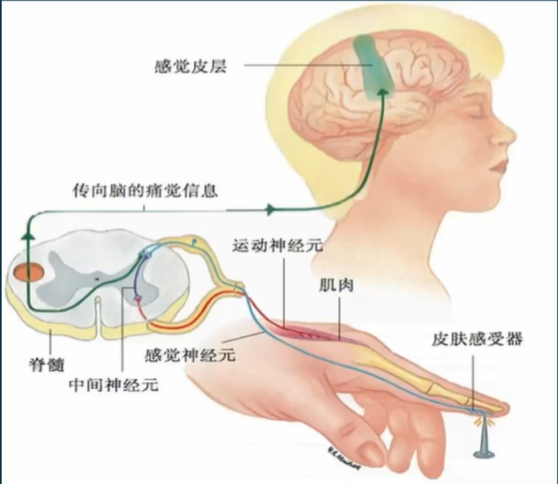 感觉皮层
传向脑的痛觉信息
运动神经元
肌肉
皮肤感受器
感觉神经元
脊髓
中间神经元